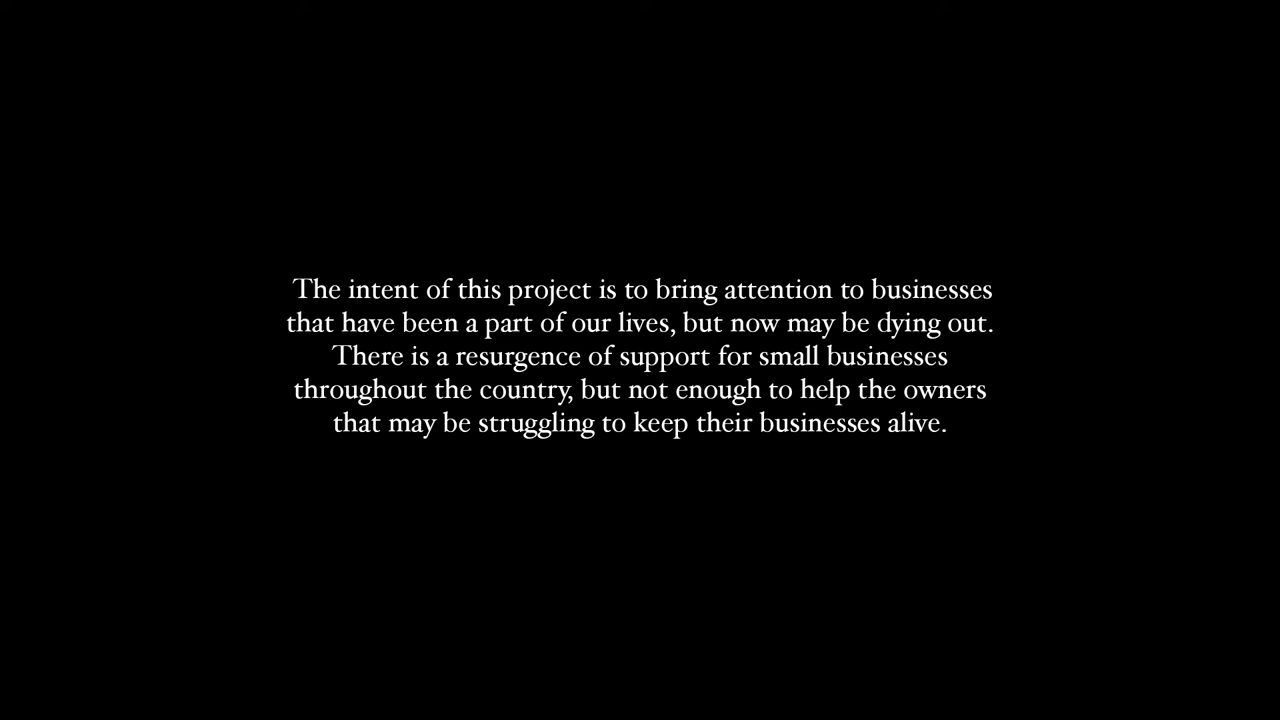 The intent of this project is to bring attention to businesses
that have been a part of our lives, but now may be dying out.
There is a resurgence of support for small businesses
throughout the country, but not enough to help the owners
that may be struggling to keep their businesses alive.